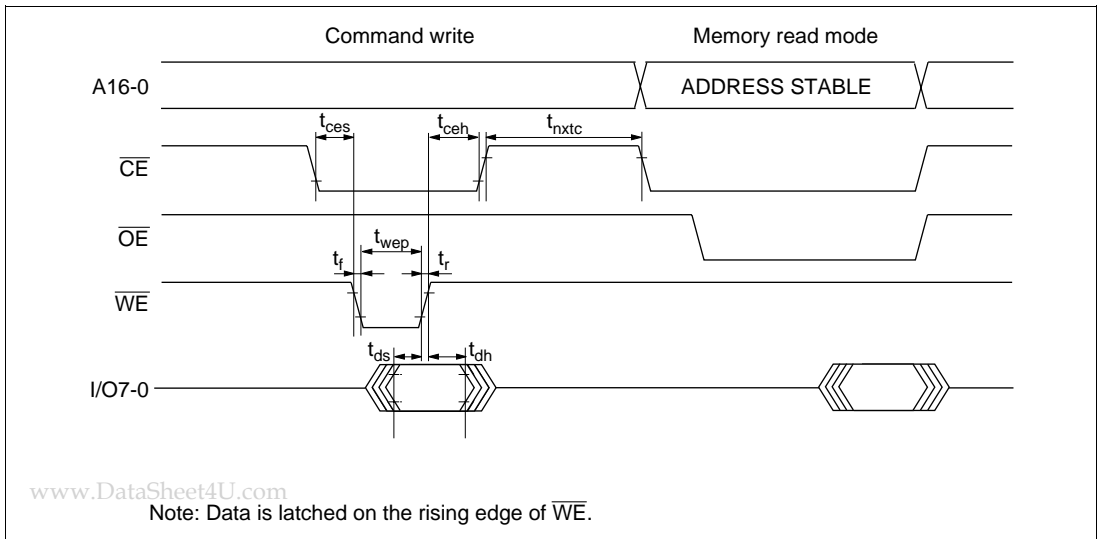 Command write Memory read mode
A16-0 ADDRESS STABLE
tces tceh tnxtc
CE
OE
twep
tf tr
WE
tds tdh
I/O7-0
www.DataSheet4U.com
Note: Data is latched on the rising edge of WE.